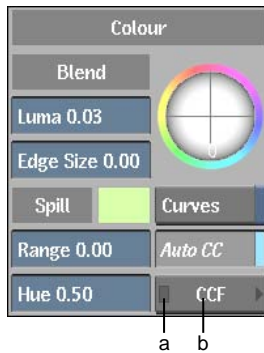 Colour
Blend
Luma 0.03
Edge Size 0.00
Spill
Curves
Range 0.00
Auto CC
Hue 0.50
CCF
a b